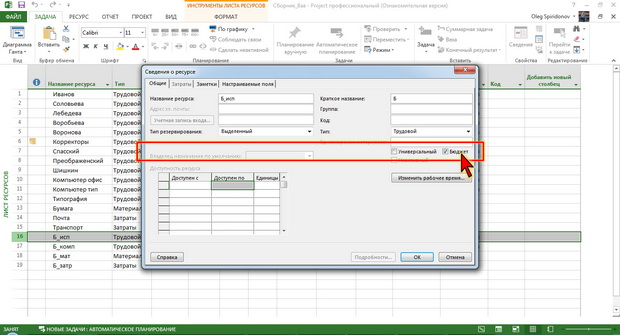 ИНСТРУМЕНТЫ ЛИСТА РЕСУРСОВ
Сборник_6as - Project профессиональный (Ознакомительная версия)
ФАЙЛ ЗАДАЧА РЕСУРС ОТЧЕТ ПРОЕКТ ВИД ФОРМАТ
Oleg Spiridonov
Диаграмма Ганта
Вставить
Calibri 11
Ж К Ч
По графику
Соблюдать связи
Сделать неактивной
Планирование вручную
Автоматическое планирование
Проверить
Переместить
Режим
Задача
Суммарная задача
Веха
Конечный результат
Сведения
Перейти к задаче
Вид
Буфер обмена
Шрифт
Планирование
Задачи
Вставить
Свойства
Редактирование
ЛИСТ РЕСУРСОВ
Название ресурса Тип Код Добавить новый столбец
1 Иванов Трудовой
2 Соловьева Трудовой
3 Лебедева Трудовой
4 Воробьева Трудовой
5 Воронова Трудовой
6 Корректоры Трудовой
7 Спасский Трудовой
8 Преображенский Трудовой
9 Шишкин Трудовой
10 Компьютер офис Трудовой
11 Компьютер тип Трудовой
12 Типография Трудовой
13 Бумага Материал
14 Почта Затраты
15 Транспорт Затраты
16 Б_исп Трудовой
17 Б_комп Трудовой
18 Б_мат Материал
19 Б_затр Затраты
Сведения о ресурсе
Общие Затраты Заметки Настраиваемые поля
Название ресурса: Б_исп Краткое название: Б
Адрес эл. почты: Группа:
Учетная запись входа... Код:
Тип резервирования: Выделенный Тип: Трудовой
Универсальный Бюджет
Владелец назначения по умолчанию:
Доступность ресурса
Доступен с Доступен по Единицы
Изменить рабочее время...
Справка Подробности... ОК Отмена
ЗАНЯТ НОВЫЕ ЗАДАЧИ : АВТОМАТИЧЕСКОЕ ПЛАНИРОВАНИЕ